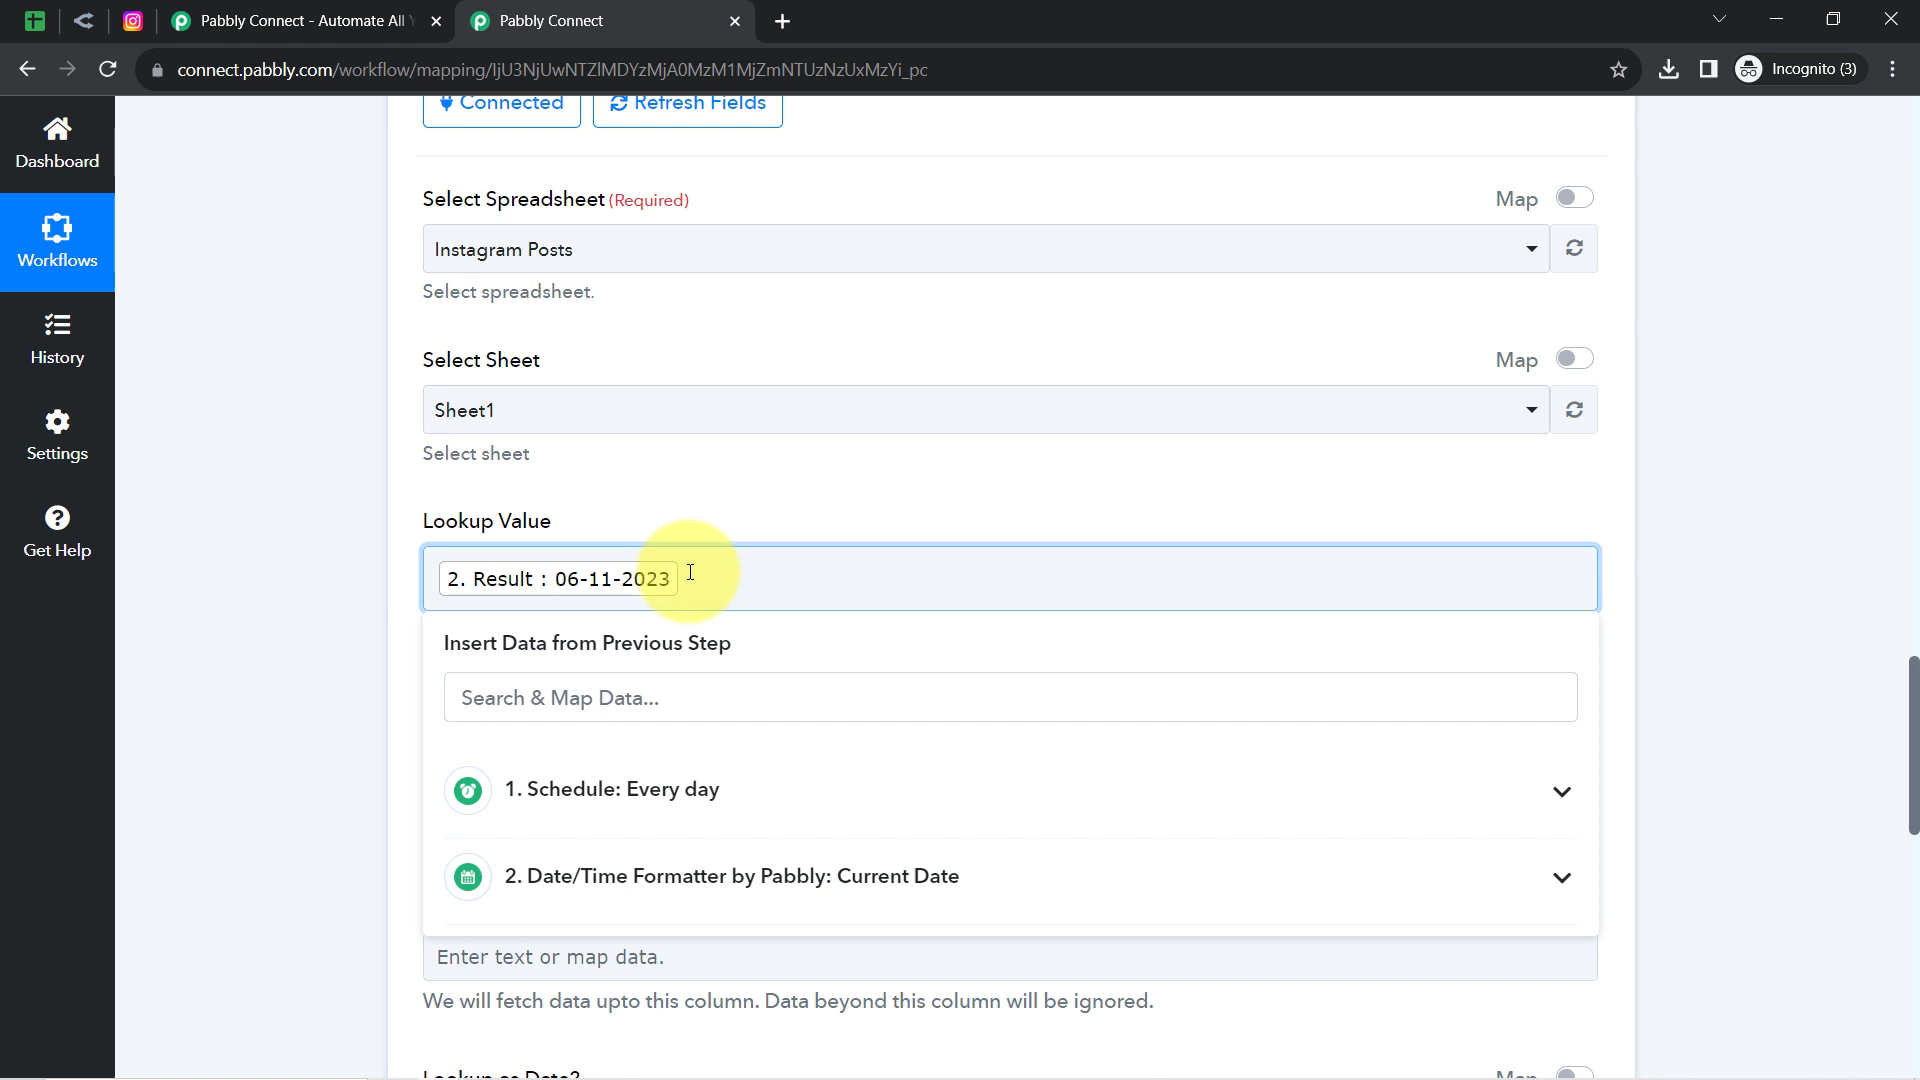 Pabbly Connect - Automate All
Pabbly Connect
connect.pabbly.com/workflow/mapping/IjU3NjUwNTZlMDYzMjA0MzM1MjZmNTUzNzUxMzYi_pc
Incognito (3)
Dashboard
Workflows
History
Settings
Get Help
Connected
Refresh Fields
Select Spreadsheet (Required)
Map
Instagram Posts
Select spreadsheet.
Select Sheet
Map
Sheet1
Select sheet
Lookup Value
2. Result : 06-11-2023
Insert Data from Previous Step
Search & Map Data...
1. Schedule: Every day
2. Date/Time Formatter by Pabbly: Current Date
Enter text or map data.
We will fetch data upto this column. Data beyond this column will be ignored.
Lookup as Date?
Map